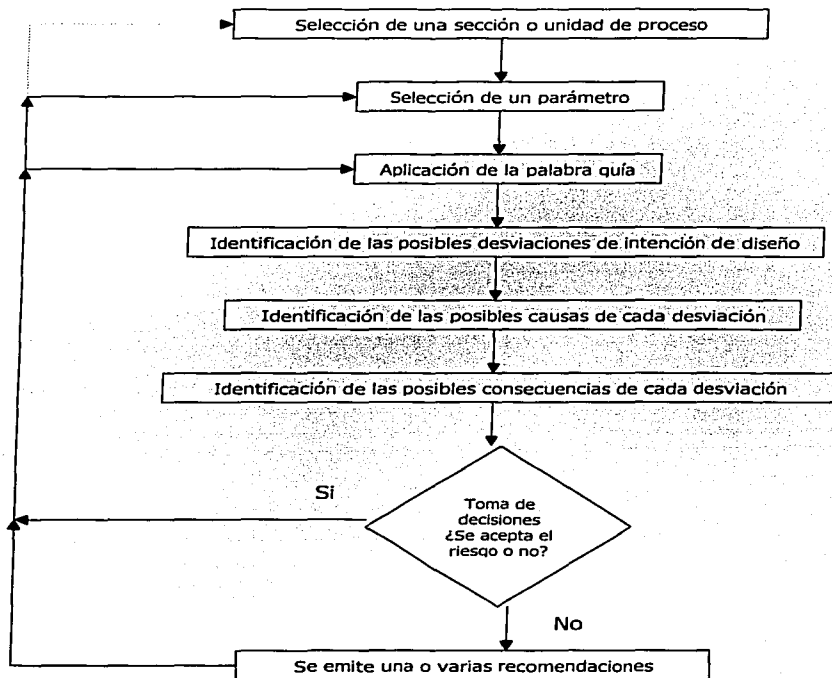 Selección de una sección o unidad de proceso
Selección de un parámetro
Aplicación de la palabra quía
Identificación de las posibles desviaciones de intención de diseño
Identificación de las posibles causas de cada desviación
Identificación de las posibles consecuencias de cada desviación
Si
Toma de
decisiones
¿Se acepta el
riesgo o no?
No
Se emite una o varias recomendaciones